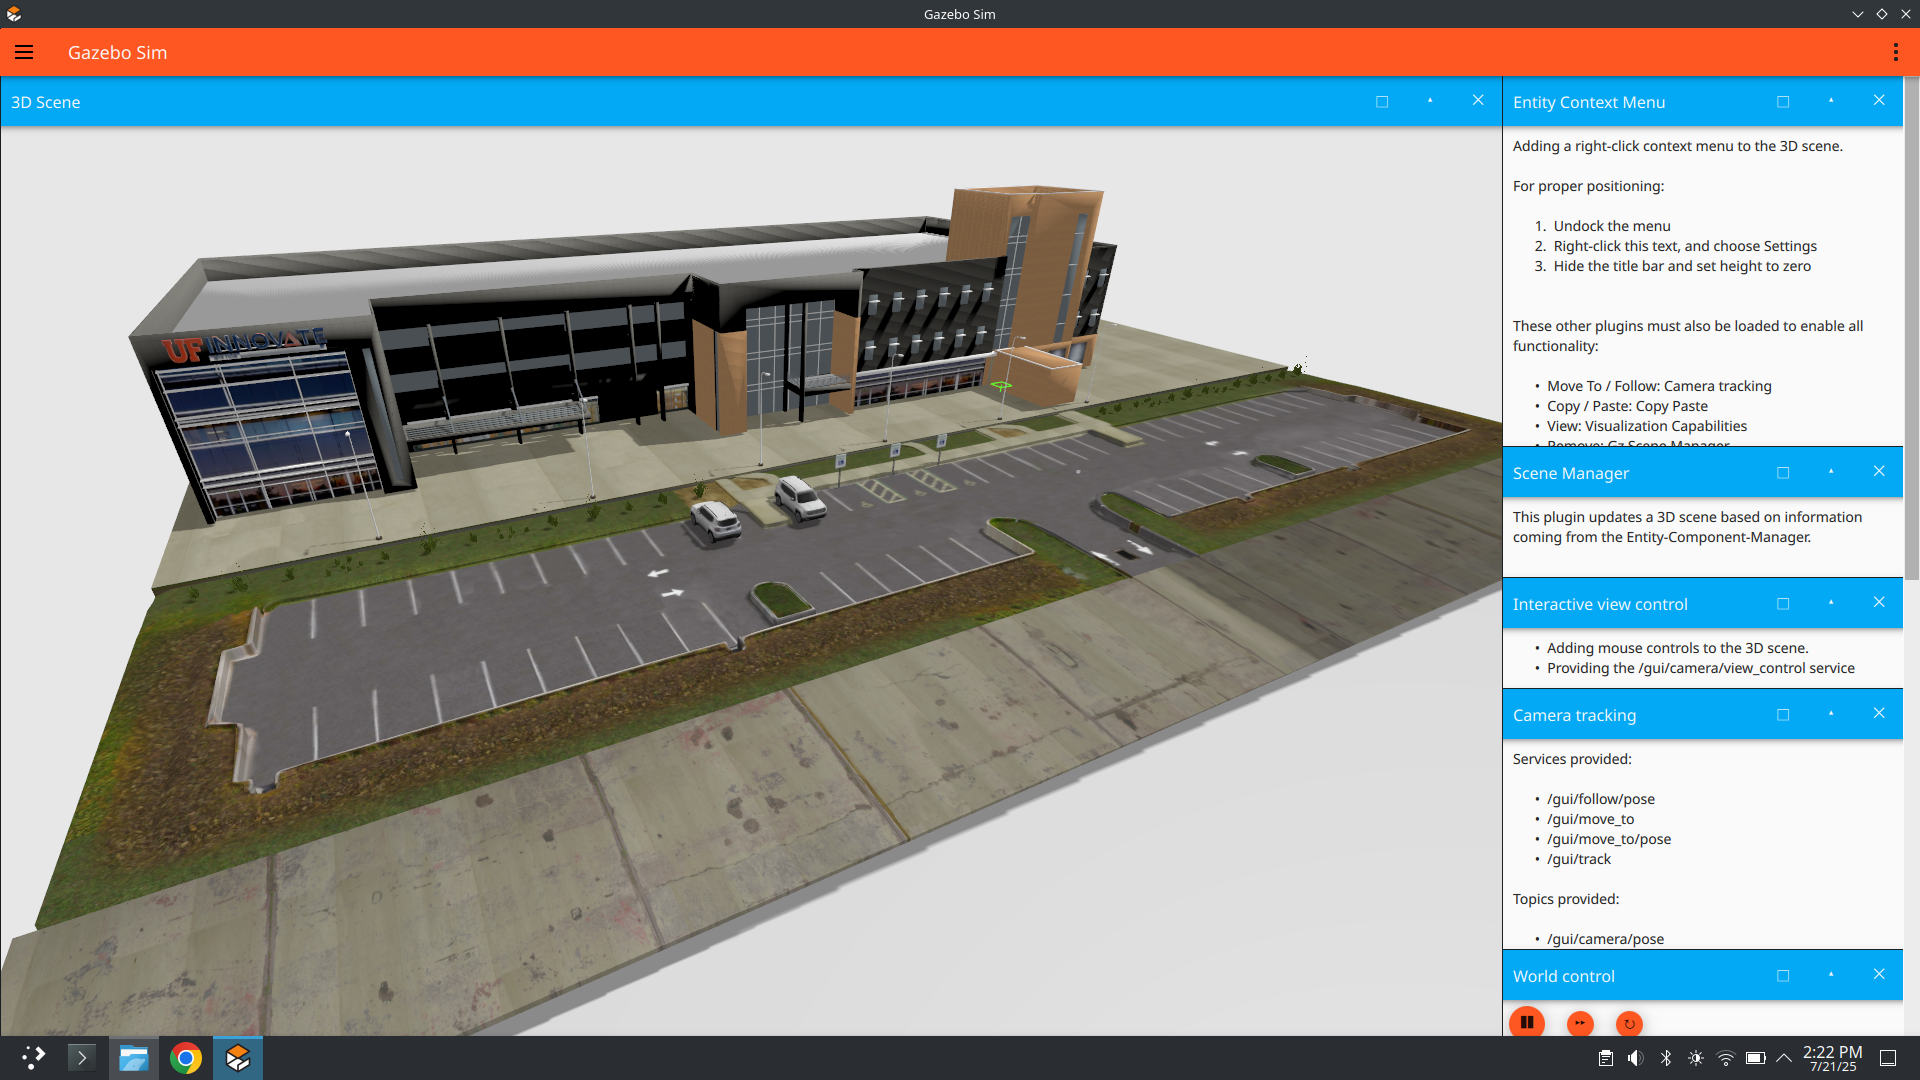 Gazebo Sim
Gazebo Sim
3D Scene
UF INNOVATE
Entity Context Menu
Adding a right-click context menu to the 3D scene.
For proper positioning:
1. Undock the menu
2. Right-click this text, and choose Settings
3. Hide the title bar and set height to zero
These other plugins must also be loaded to enable all
functionality:
• Move To / Follow: Camera tracking
• Copy / Paste: Copy Paste
• View: Visualization Capabilities
• Remove: Gz Scene Manager
Scene Manager
This plugin updates a 3D scene based on information
coming from the Entity-Component-Manager.
Interactive view control
• Adding mouse controls to the 3D scene.
• Providing the /gui/camera/view_control service
Camera tracking
Services provided:
• /gui/follow/pose
• /gui/move_to
• /gui/move_to/pose
• /gui/track
Topics provided:
• /gui/camera/pose
World control
2:22 PM
7/21/25